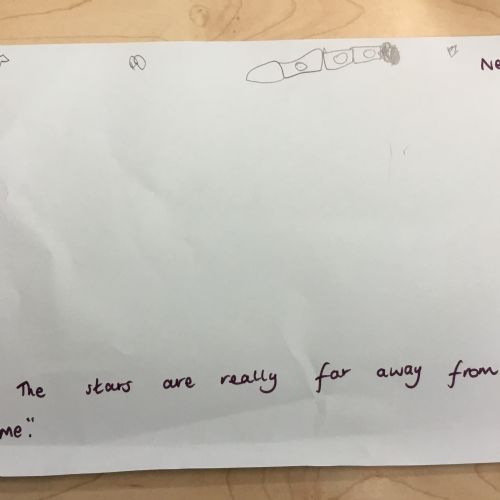 Ne
The stars are really far away from
me."